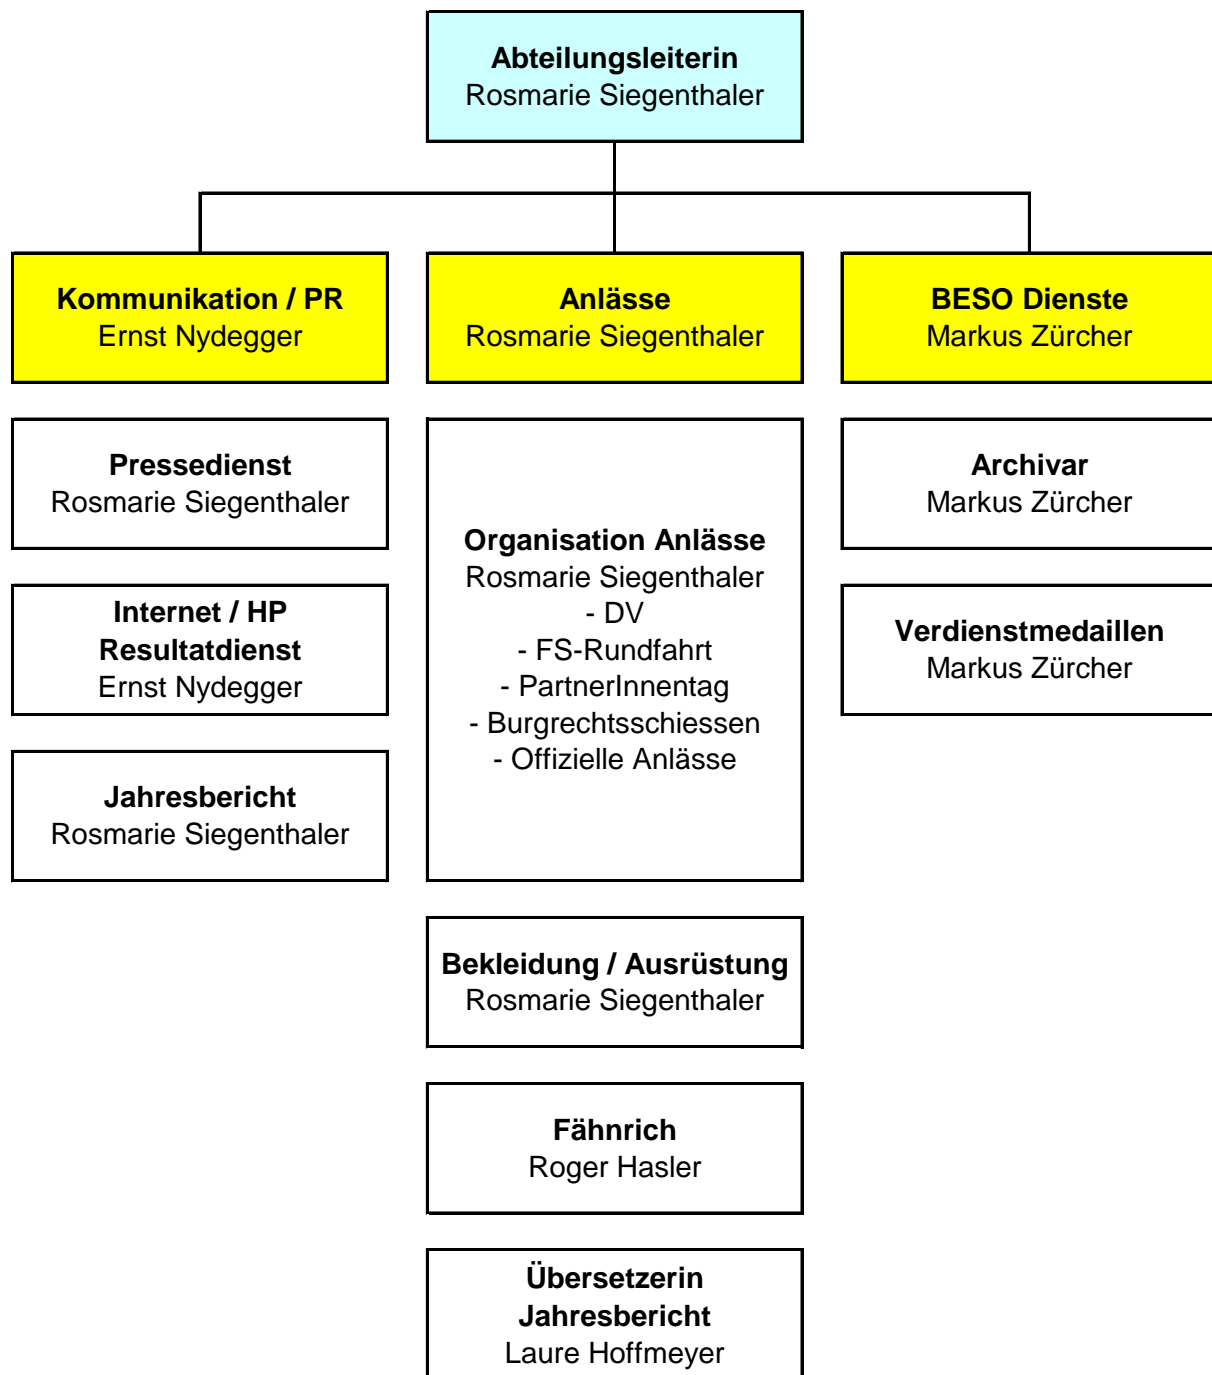 Abteilungsleiterin
Rosmarie Siegenthaler
Kommunikation / PR
Ernst Nydegger
Anlässe
Rosmarie Siegenthaler
BESO Dienste
Markus Zürcher
Pressedienst
Rosmarie Siegenthaler
Internet / HP
Resultatdienst
Ernst Nydegger
Jahresbericht
Rosmarie Siegenthaler
Organisation Anlässe
Rosmarie Siegenthaler
- DV
- FS-Rundfahrt
- PartnerInnentag
- Burgrechtsschiessen
- Offizielle Anlässe
Bekleidung / Ausrüstung
Rosmarie Siegenthaler
Fähnrich
Roger Hasler
Übersetzerin
Jahresbericht
Laure Hoffmeyer
Archivar
Markus Zürcher
Verdienstmedaillen
Markus Zürcher